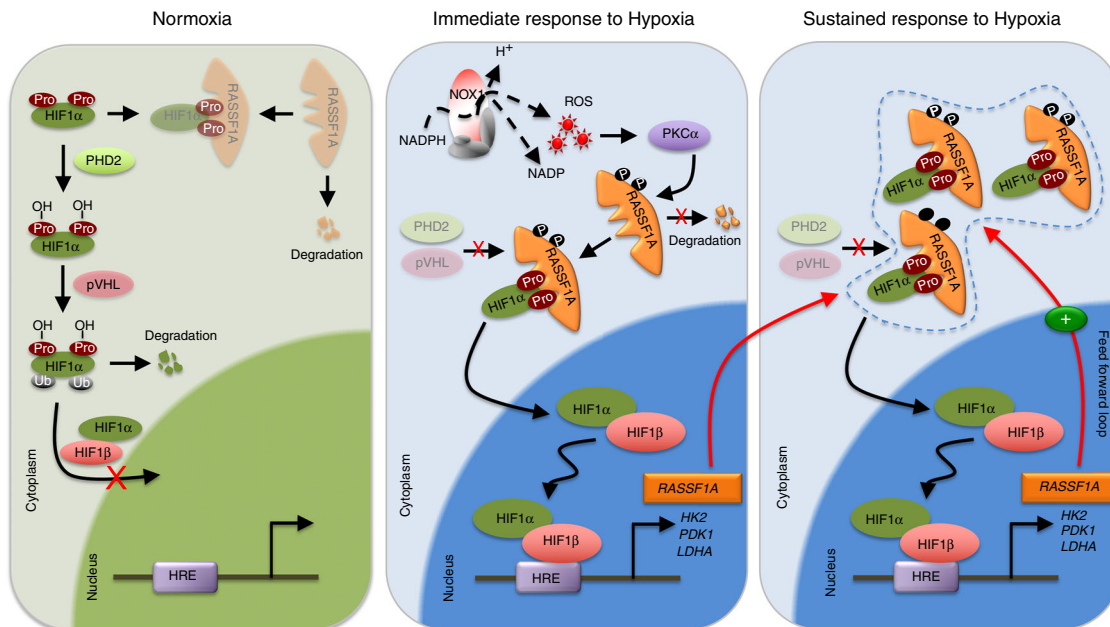 Normoxia
Pro Pro
HIF1α
HIF1α
Pro
Pro
RASSF1A
RASSF1A
PHD2
Degradation
OH OH
Pro Pro
HIF1α
pVHL
OH OH
Pro Pro
HIF1α
Ub Ub
Degradation
HIF1α
HIF1β
X
Cytoplasm
Nucleus
HRE
Immediate response to Hypoxia
H+
NOX1
NADPH
NADP
ROS
PKCα
P P
RASSF1A
X
Degradation
PHD2
pVHL
X
P P
RASSF1A
Pro
Pro
HIF1α
HIF1α
HIF1β
RASSF1A
HIF1α
HIF1β
HK2
PDK1
LDHA
HRE
Cytoplasm
Nucleus
Sustained response to Hypoxia
P P
RASSF1A
Pro
Pro
HIF1α
P P
RASSF1A
Pro
Pro
HIF1α
PHD2
pVHL
X
RASSF1A
Pro
Pro
HIF1α
+
Feed forward
loop
HIF1α
HIF1β
RASSF1A
HIF1α
HIF1β
HK2
PDK1
LDHA
HRE
Cytoplasm
Nucleus